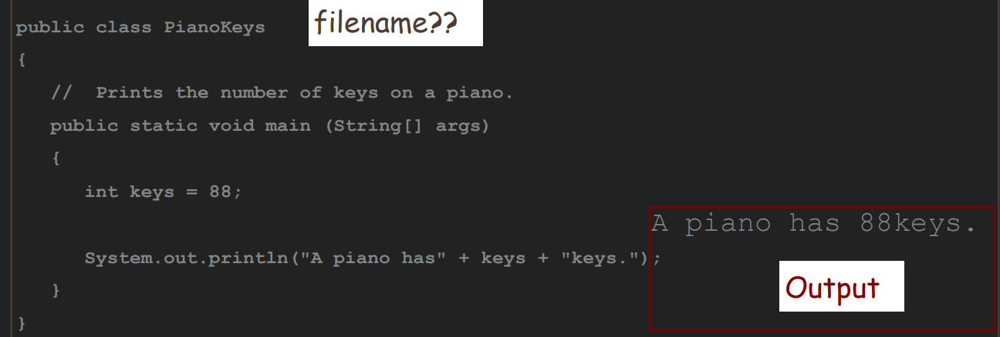 public class PianoKeys
filename??
{
// Prints the number of keys on a piano.
public static void main (String[] args)
{
int keys = 88;
System.out.println("A piano has" + keys + "keys.");
}
}
A piano has 88keys.
Output